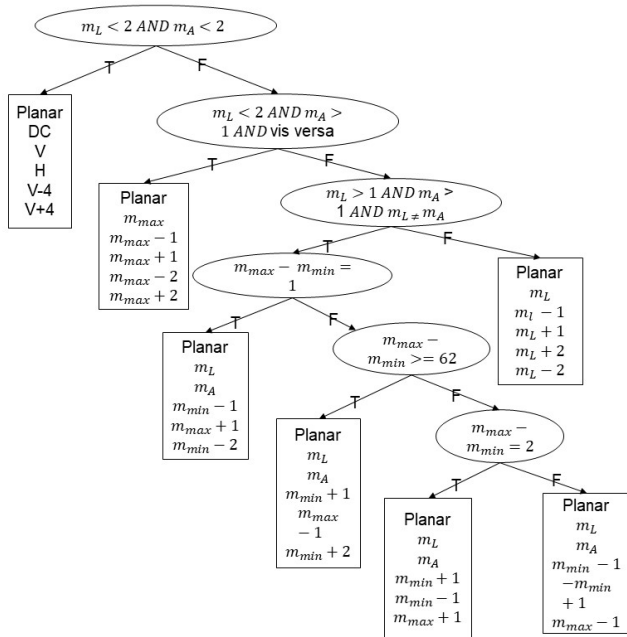 m_L < 2 AND m_A < 2
T
F
Planar
DC
V
H
V-4
V+4
m_L < 2 AND m_A >
1 AND vis versa
T
F
Planar
m_max
m_max − 1
m_max + 1
m_max − 2
m_max + 2
m_L > 1 AND m_A >
1 AND m_L ≠ m_A
T
F
m_max − m_min =
1
Planar
m_L
m_l − 1
m_L + 1
m_L + 2
m_L − 2
T
F
Planar
m_L
m_A
m_min − 1
m_max + 1
m_min − 2
m_max −
m_min >= 62
T
F
Planar
m_L
m_A
m_min + 1
m_max
− 1
m_min + 2
m_max −
m_min = 2
T
F
Planar
m_L
m_A
m_min + 1
m_min − 1
m_max + 1
Planar
m_L
m_A
m_min − 1
−m_min
+ 1
m_max − 1